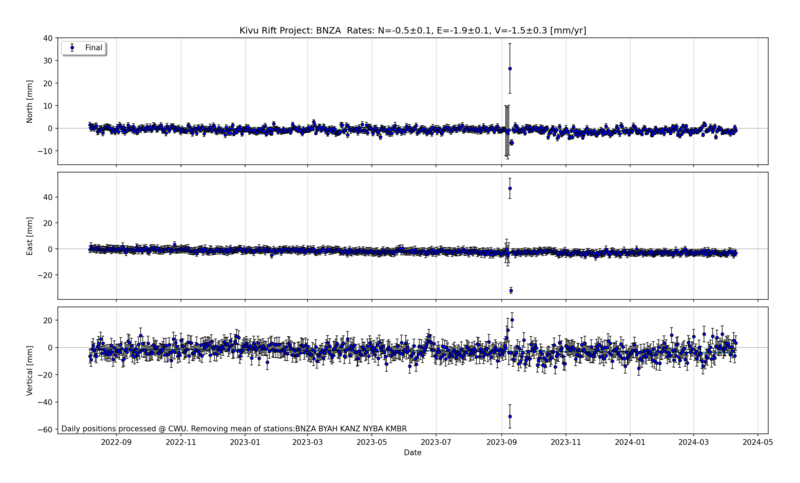 Kivu Rift Project: BNZA  Rates: N=-0.5±0.1, E=-1.9±0.1, V=-1.5±0.3 [mm/yr]
Final
North [mm]
40
30
20
10
0
−10
East [mm]
40
20
0
−20
Vertical [mm]
20
0
−20
−40
−60
Daily positions processed @ CWU. Removing mean of stations:BNZA BYAH KANZ NYBA KMBR
2022-09 2022-11 2023-01 2023-03 2023-05 2023-07 2023-09 2023-11 2024-01 2024-03 2024-05
Date